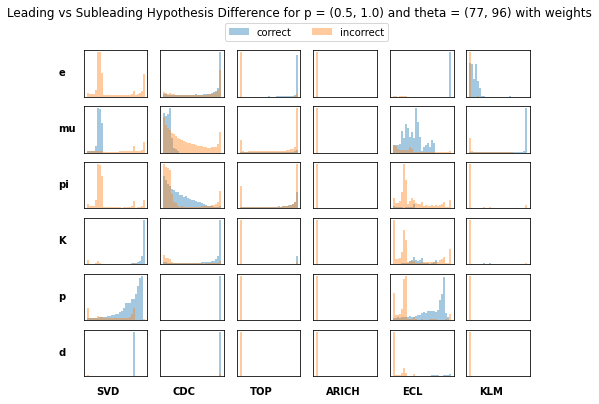 Leading vs Subleading Hypothesis Difference for p = (0.5, 1.0) and theta = (77, 96) with weights
correct incorrect
e
mu
pi
K
p
d
SVD CDC TOP ARICH ECL KLM